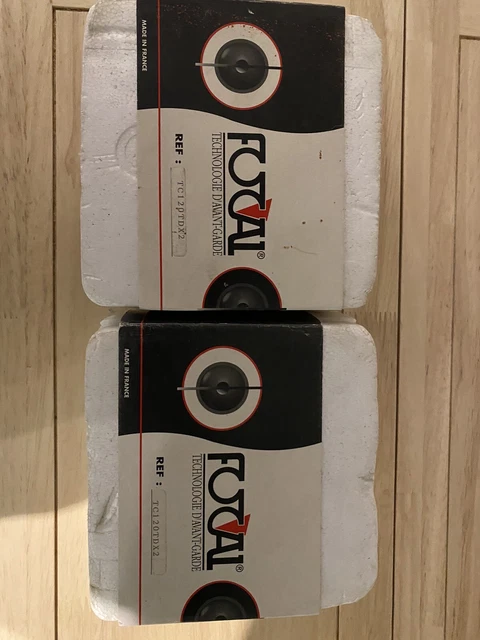 MADE IN FRANCE
FOCAL®
TECHNOLOGIE D'AVANT-GARDE
REF : TC120TDX2
MADE IN FRANCE
FOCAL®
TECHNOLOGIE D'AVANT-GARDE
REF : TC120TDX2